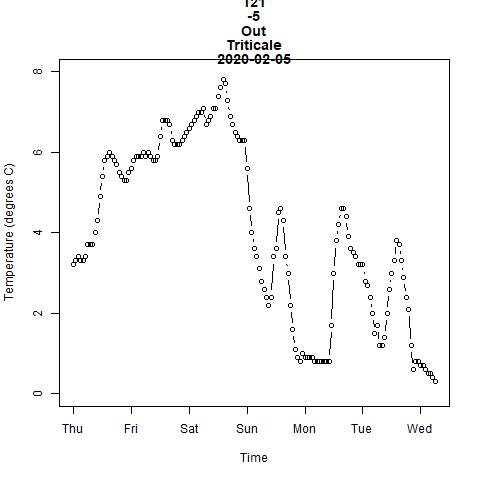 121
-5
Out
Triticale
2020-02-05
Temperature (degrees C)
8
6
4
2
0
Thu Fri Sat Sun Mon Tue Wed
Time